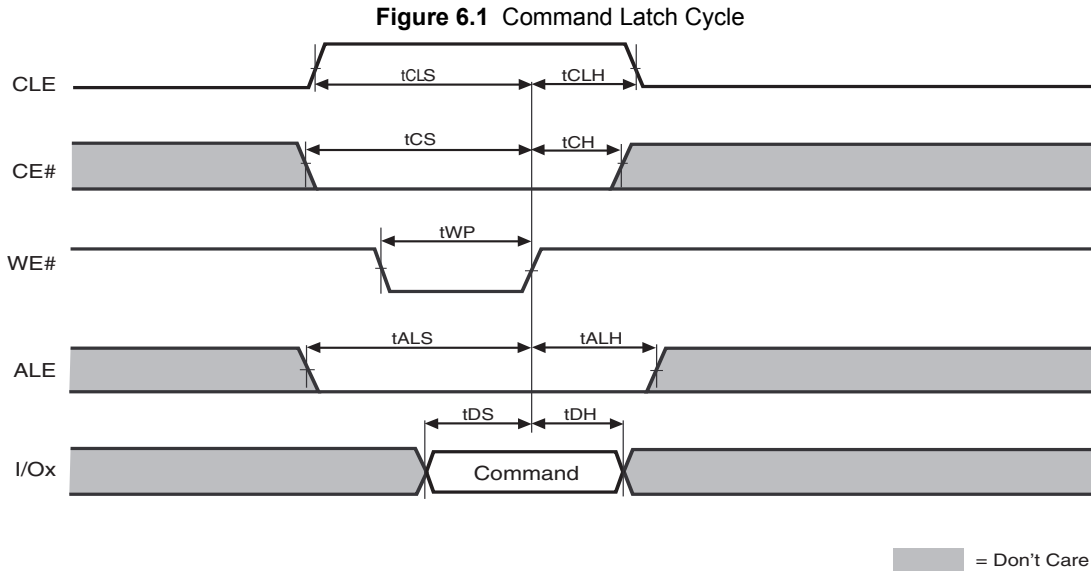 Figure 6.1 Command Latch Cycle
CLE
tCLS
tCLH
CE#
tCS
tCH
WE#
tWP
ALE
tALS
tALH
I/Ox
tDS
tDH
Command
= Don't Care